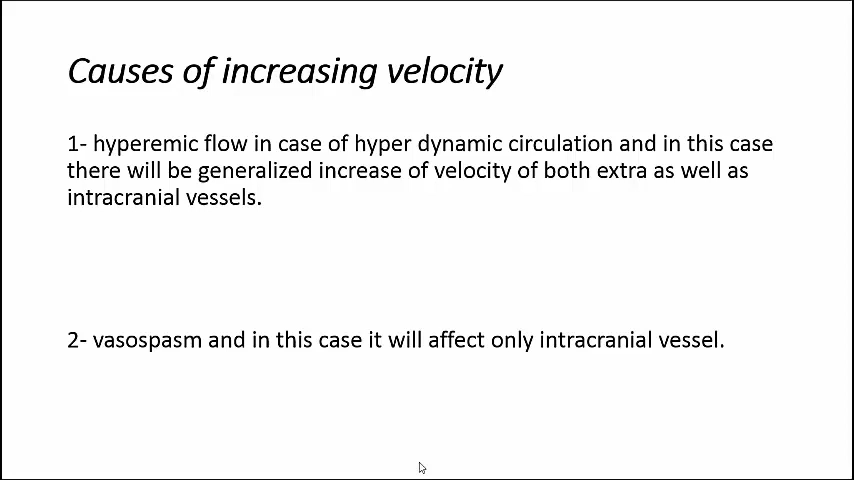 Causes of increasing velocity
1- hyperemic flow in case of hyper dynamic circulation and in this case
there will be generalized increase of velocity of both extra as well as
intracranial vessels.
2- vasospasm and in this case it will affect only intracranial vessel.